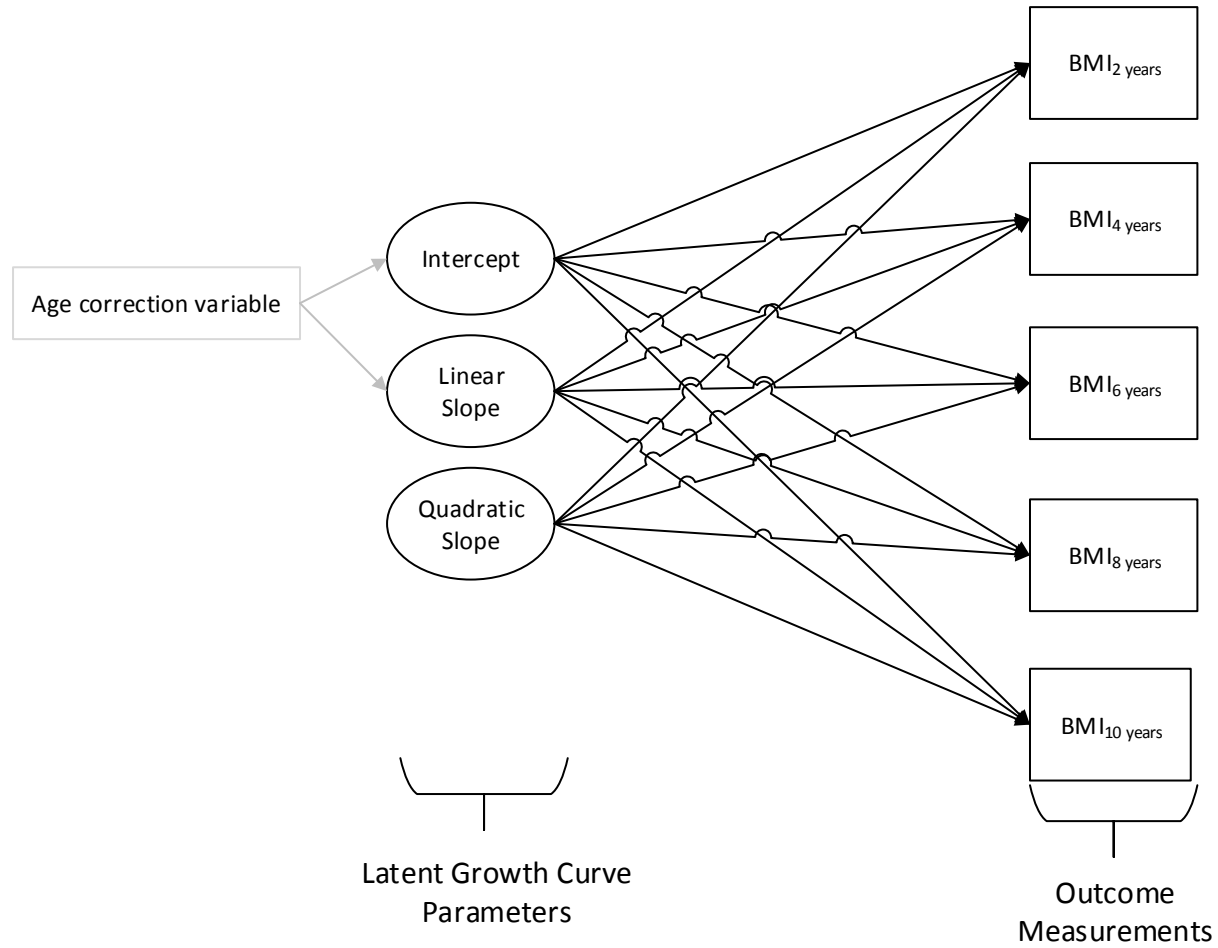 BMI2 years
BMI4 years
Intercept
Age correction variable
Linear
Slope
BMI6 years
Quadratic
Slope
BMI8 years
BMI10 years
Latent Growth Curve
Parameters
Outcome
Measurements